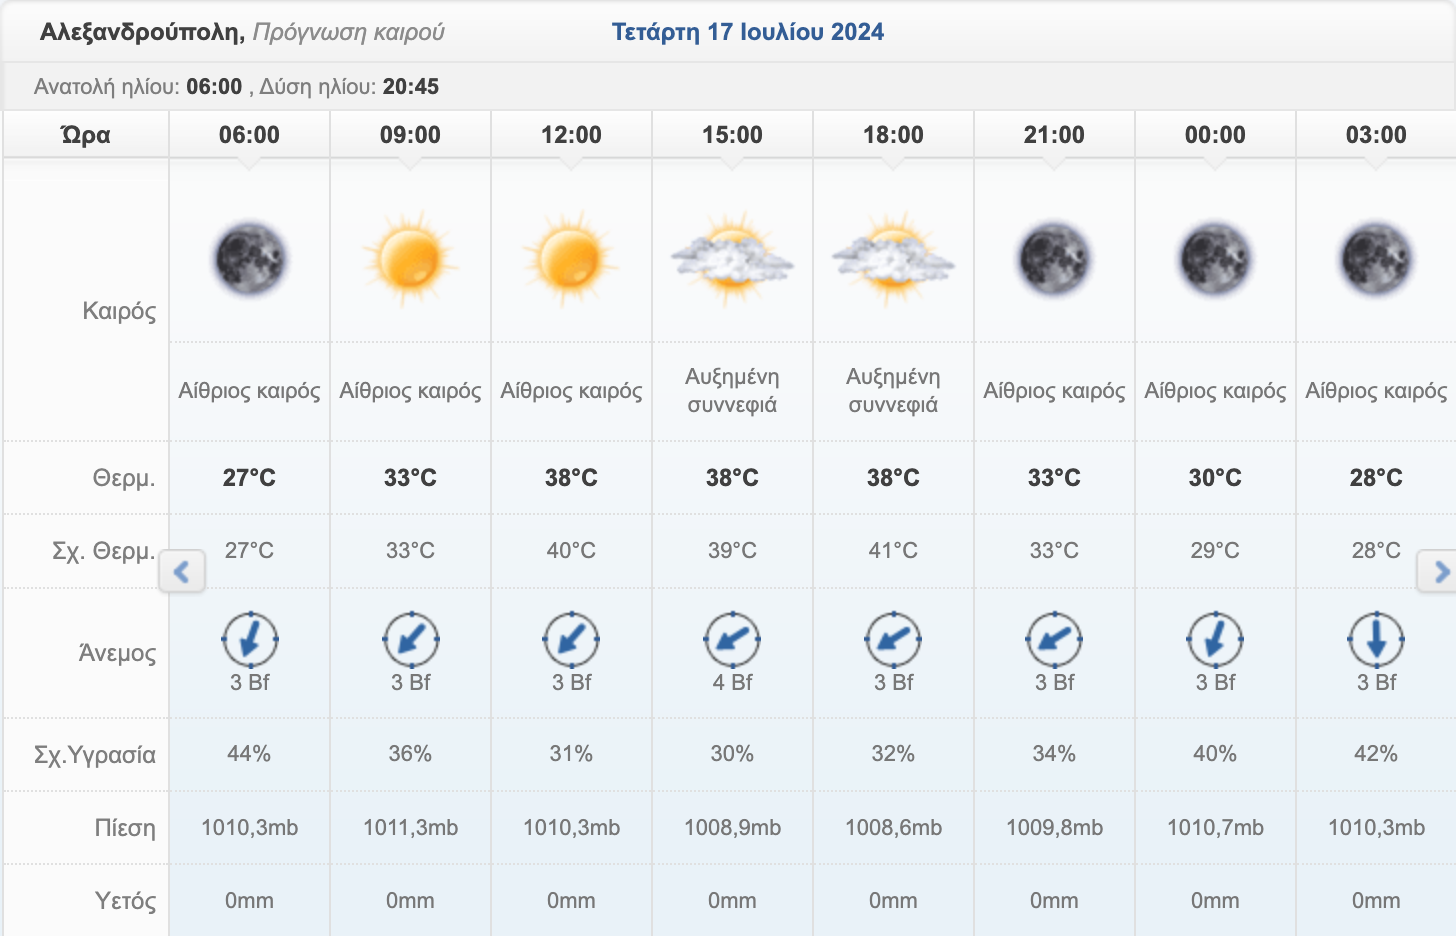 Αλεξανδρούπολη, Πρόγνωση καιρού Τετάρτη 17 Ιουλίου 2024
Ανατολή ηλίου: 06:00 , Δύση ηλίου: 20:45
Ώρα 06:00 09:00 12:00 15:00 18:00 21:00 00:00 03:00
Καιρός
Αίθριος καιρός Αίθριος καιρός Αίθριος καιρός Αυξημένη συννεφιά Αυξημένη συννεφιά Αίθριος καιρός Αίθριος καιρός Αίθριος καιρός
Θερμ. 27°C 33°C 38°C 38°C 38°C 33°C 30°C 28°C
Σχ. Θερμ. 27°C 33°C 40°C 39°C 41°C 33°C 29°C 28°C
Άνεμος 3 Bf 3 Bf 3 Bf 4 Bf 3 Bf 3 Bf 3 Bf 3 Bf
Σχ.Υγρασία 44% 36% 31% 30% 32% 34% 40% 42%
Πίεση 1010,3mb 1011,3mb 1010,3mb 1008,9mb 1008,6mb 1009,8mb 1010,7mb 1010,3mb
Υετός 0mm 0mm 0mm 0mm 0mm 0mm 0mm 0mm